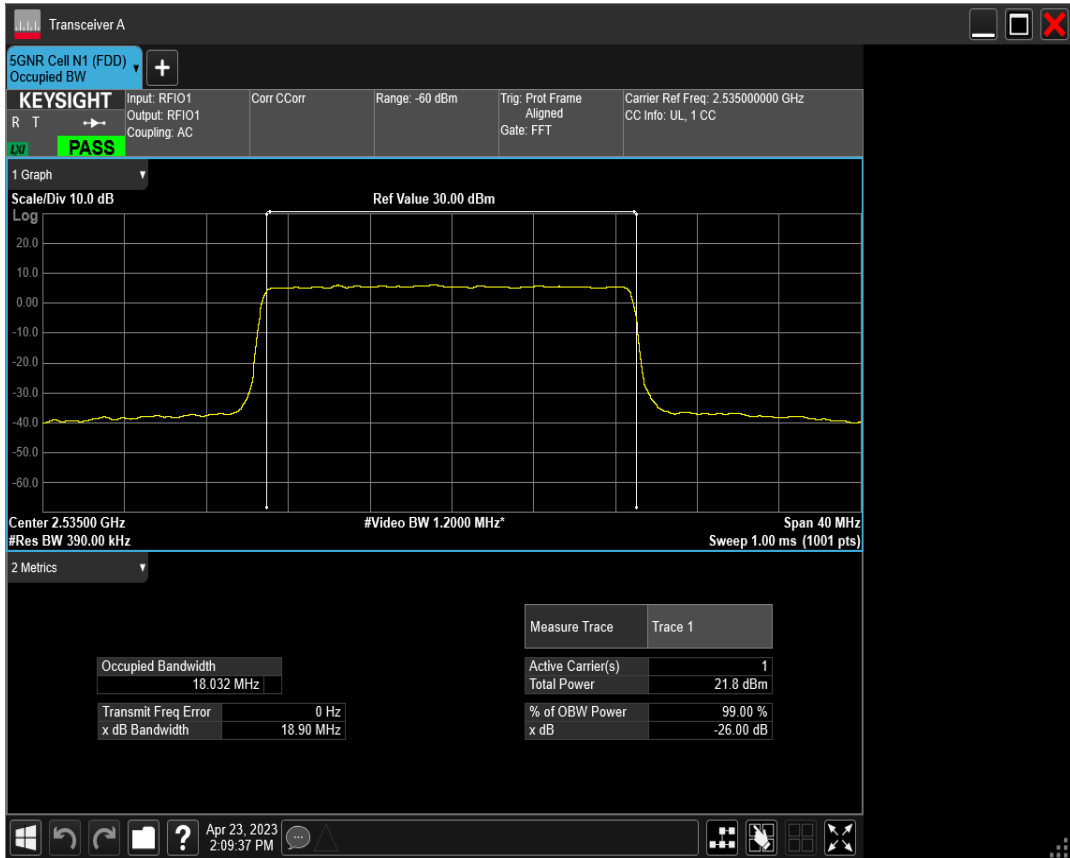 Transceiver A
5GNR Cell N1 (FDD)
Occupied BW
KEYSIGHT
R T
LXI
PASS
Input: RFIO1
Output: RFIO1
Coupling: AC
Corr CCorr
Range: -60 dBm
Trig: Prot Frame
Aligned
Gate: FFT
Carrier Ref Freq: 2.535000000 GHz
CC Info: UL, 1 CC
1 Graph
Scale/Div 10.0 dB
Ref Value 30.00 dBm
Log
20.0
10.0
0.00
-10.0
-20.0
-30.0
-40.0
-50.0
-60.0
Center 2.53500 GHz
#Video BW 1.2000 MHz*
Span 40 MHz
#Res BW 390.00 kHz
Sweep 1.00 ms (1001 pts)
2 Metrics
Measure Trace Trace 1
Occupied Bandwidth
18.032 MHz
Active Carrier(s) 1
Total Power 21.8 dBm
Transmit Freq Error 0 Hz
x dB Bandwidth 18.90 MHz
% of OBW Power 99.00 %
x dB -26.00 dB
?
Apr 23, 2023
2:09:37 PM